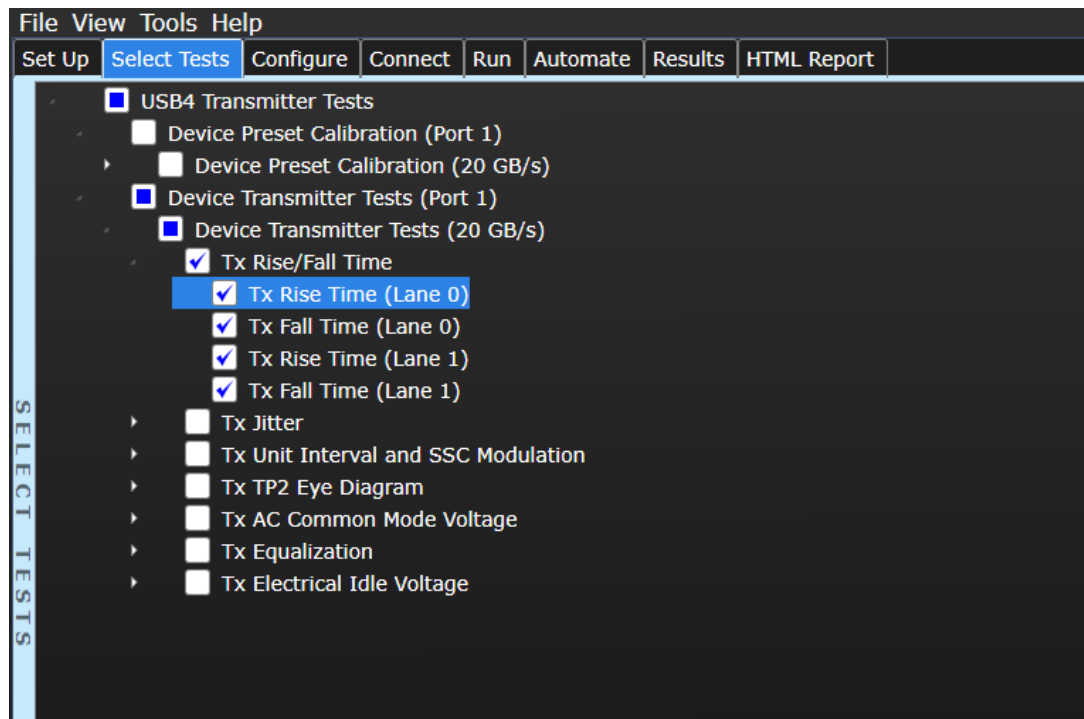 File View Tools Help
Set Up Select Tests Configure Connect Run Automate Results HTML Report
USB4 Transmitter Tests
Device Preset Calibration (Port 1)
Device Preset Calibration (20 GB/s)
Device Transmitter Tests (Port 1)
Device Transmitter Tests (20 GB/s)
Tx Rise/Fall Time
Tx Rise Time (Lane 0)
Tx Fall Time (Lane 0)
Tx Rise Time (Lane 1)
Tx Fall Time (Lane 1)
Tx Jitter
Tx Unit Interval and SSC Modulation
Tx TP2 Eye Diagram
Tx AC Common Mode Voltage
Tx Equalization
Tx Electrical Idle Voltage
SELECT TESTS